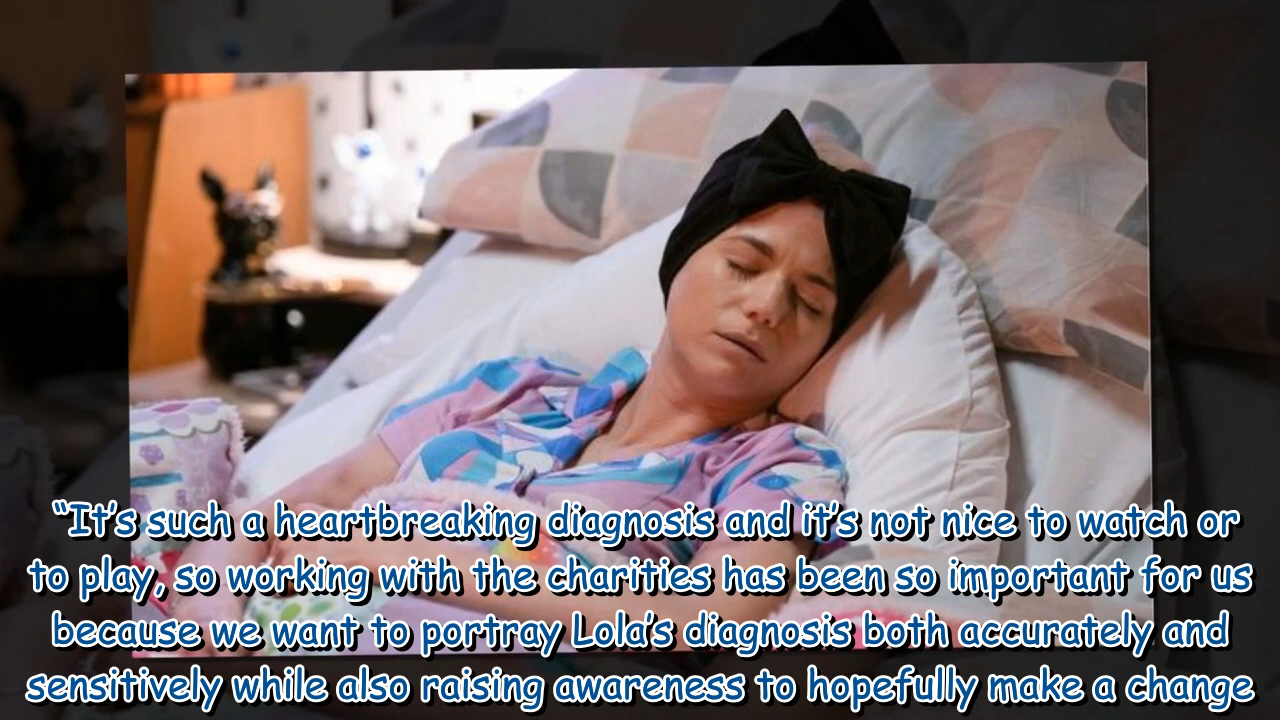 “It’s such a heartbreaking diagnosis and it’s not nice to watch or
to play, so working with the charities has been so important for us
because we want to portray Lola’s diagnosis both accurately and
sensitively while also raising awareness to hopefully make a change